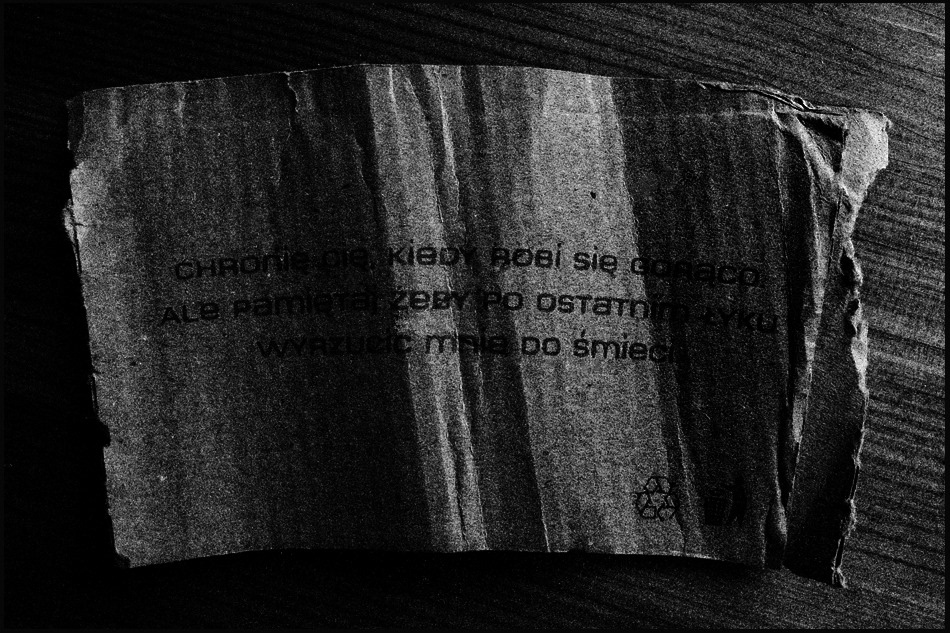 CHRONIĘ CIĘ, KIEDY ROBI SIĘ GORĄCO,
ALE PAMIĘTAJ ŻEBY PO OSTATNIM ŁYKU
WYRZUCIĆ MNIE DO ŚMIECI